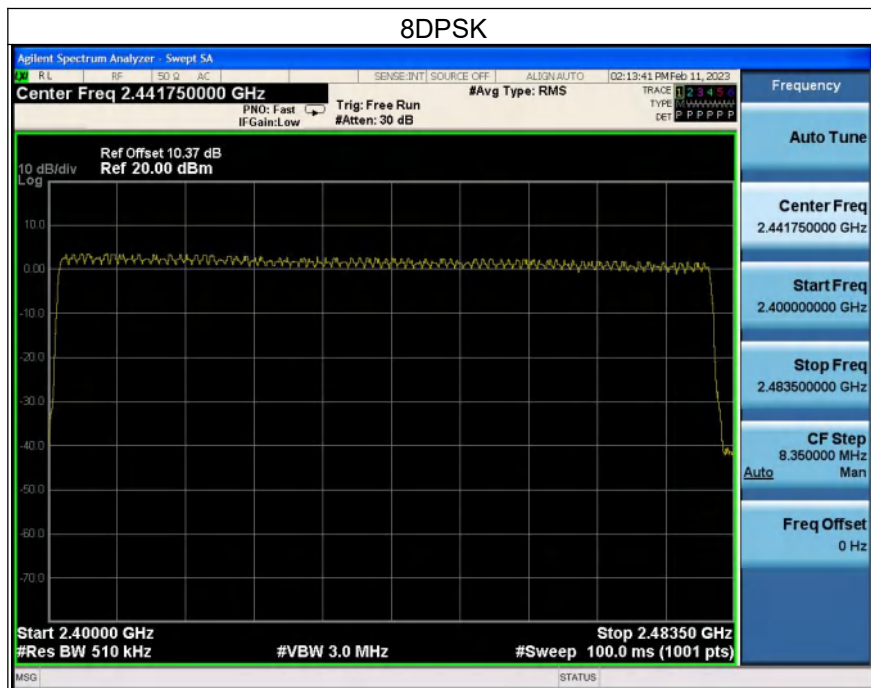 8DPSK
Agilent Spectrum Analyzer - Swept SA
LXI RL RF 50 Ω AC SENSE:INT SOURCE OFF ALIGN AUTO 02:13:41 PM Feb 11, 2023
Center Freq 2.441750000 GHz #Avg Type: RMS TRACE 1 2 3 4 5 6
PNO: Fast Trig: Free Run TYPE M W W W W W
IFGain:Low #Atten: 30 dB DET P P P P P P
Frequency
Auto Tune
Center Freq
2.441750000 GHz
Start Freq
2.400000000 GHz
Stop Freq
2.483500000 GHz
CF Step
8.350000 MHz
Auto Man
Freq Offset
0 Hz
Ref Offset 10.37 dB
10 dB/div Ref 20.00 dBm
Log
10.0
0.00
-10.0
-20.0
-30.0
-40.0
-50.0
-60.0
-70.0
Start 2.40000 GHz Stop 2.48350 GHz
#Res BW 510 kHz #VBW 3.0 MHz #Sweep 100.0 ms (1001 pts)
MSG STATUS